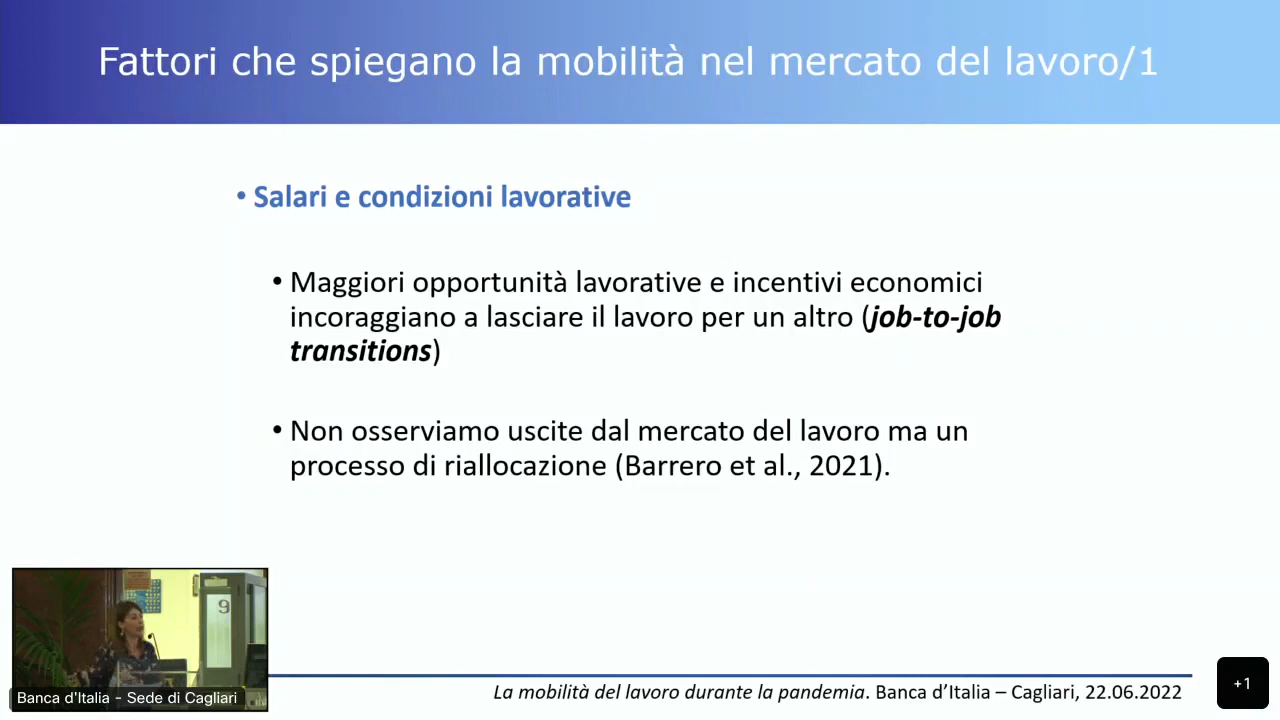 Fattori che spiegano la mobilità nel mercato del lavoro/1
• Salari e condizioni lavorative
• Maggiori opportunità lavorative e incentivi economici
incoraggiano a lasciare il lavoro per un altro (job-to-job
transitions)
• Non osserviamo uscite dal mercato del lavoro ma un
processo di riallocazione (Barrero et al., 2021).
9
Banca d'Italia - Sede di Cagliari
La mobilità del lavoro durante la pandemia. Banca d’Italia – Cagliari, 22.06.2022
+1